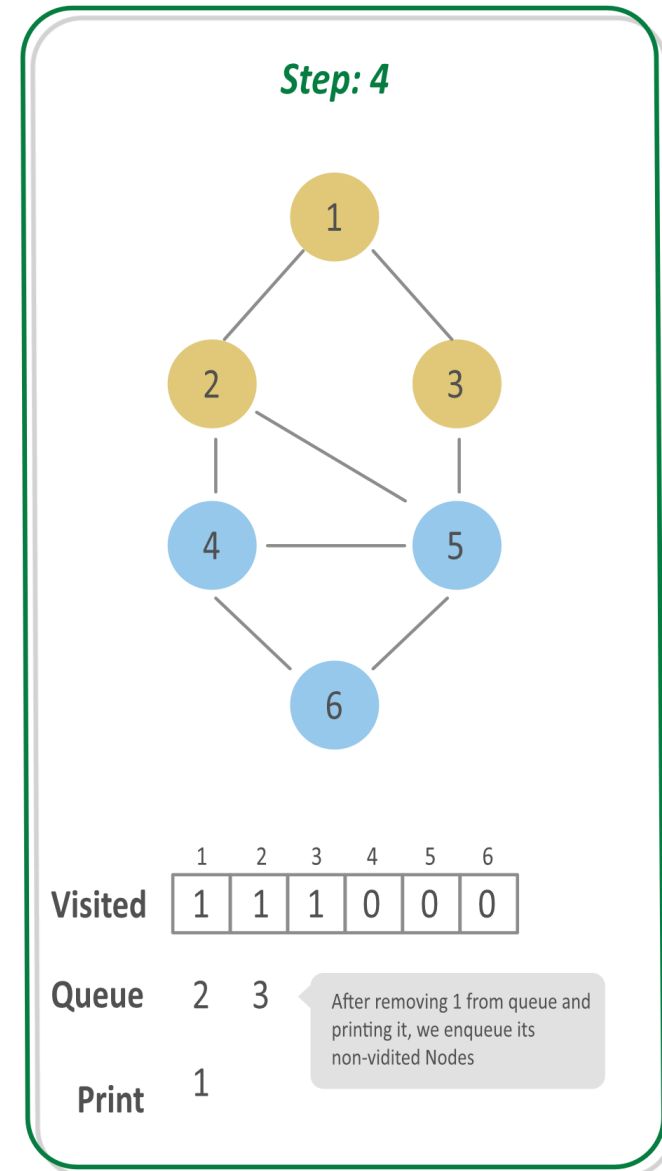 Step: 4
1
2 3
4 5
6
1 2 3 4 5 6
Visited 1 1 1 0 0 0
Queue 2 3
After removing 1 from queue and
printing it, we enqueue its
non-vidited Nodes
Print 1